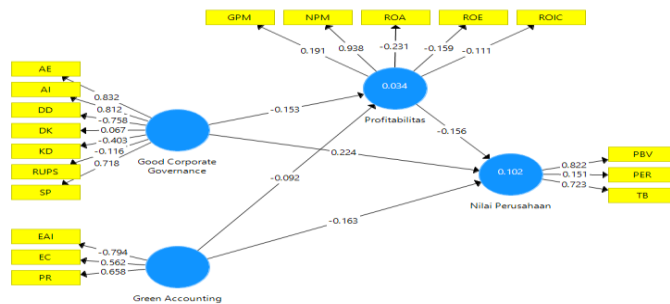 GPM NPM ROA ROE ROIC
0.191 0.938 -0.231 -0.159 -0.111
0.034
Profitabilitas
AE
AI
DD
DK
KD
RUPS
SP
0.832
0.812
-0.758
0.067
-0.403
-0.116
0.718
Good Corporate
Governance
-0.153
-0.156
0.224
-0.092
-0.163
0.102
Nilai Perusahaan
PBV
PER
TB
0.822
0.151
0.723
EAI
EC
PR
-0.794
0.562
0.658
Green Accounting